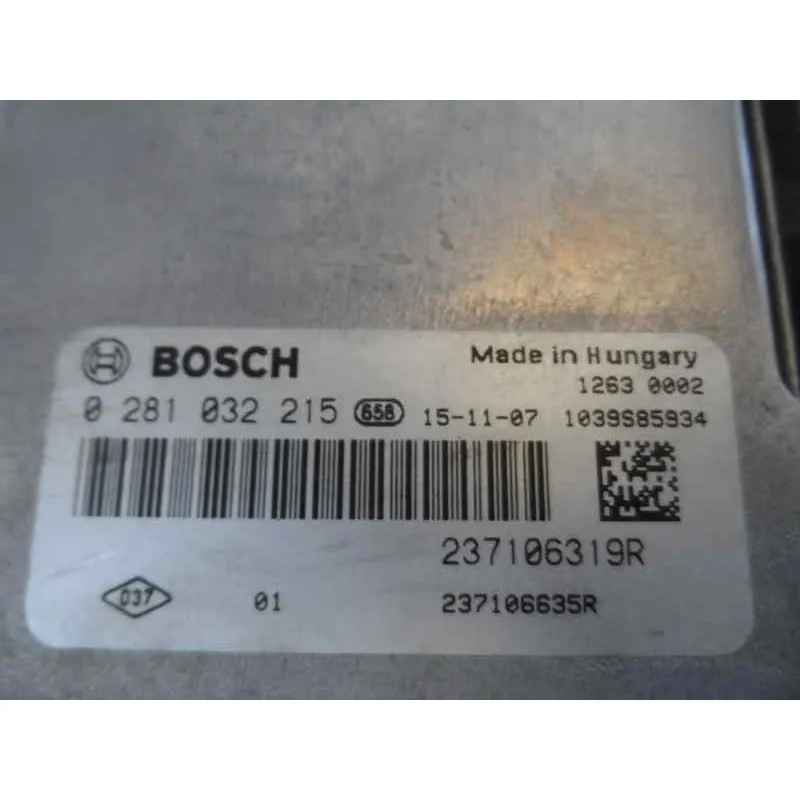 BOSCH
Made in Hungary
1263 0002
0 281 032 215 658 15-11-07 1039S85934
237106319R
037 01 237106635R